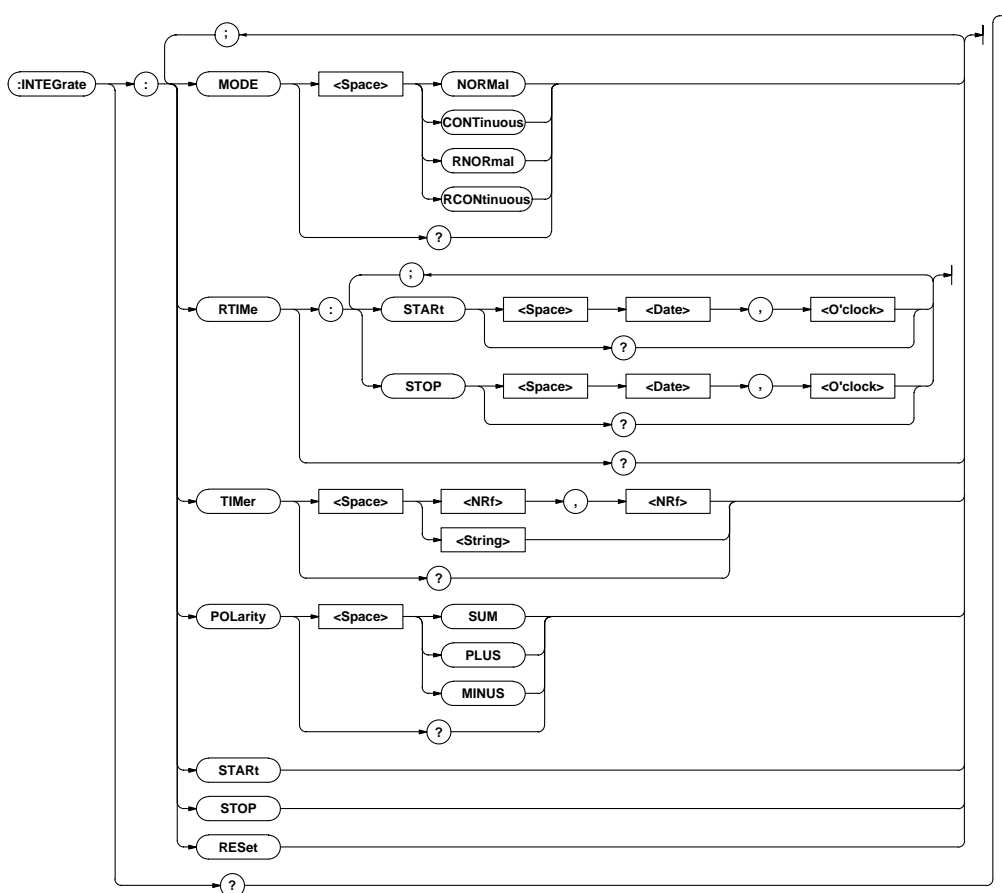 ;
:INTEGrate : MODE <Space> NORMal
CONTinuous
RNORmal
RCONtinuous
?
;
RTIMe : STARt <Space> <Date> , <O'clock>
?
STOP <Space> <Date> , <O'clock>
?
?
TIMer <Space> <NRf> , <NRf>
<String>
?
POLarity <Space> SUM
PLUS
MINUS
?
STARt
STOP
RESet
?